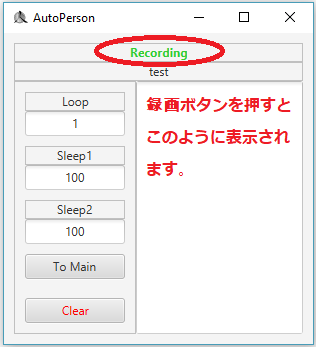 AutoPerson
Recording
test
Loop
1
Sleep1
100
Sleep2
100
To Main
Clear
録画ボタンを押すと
このように表示され
ます。